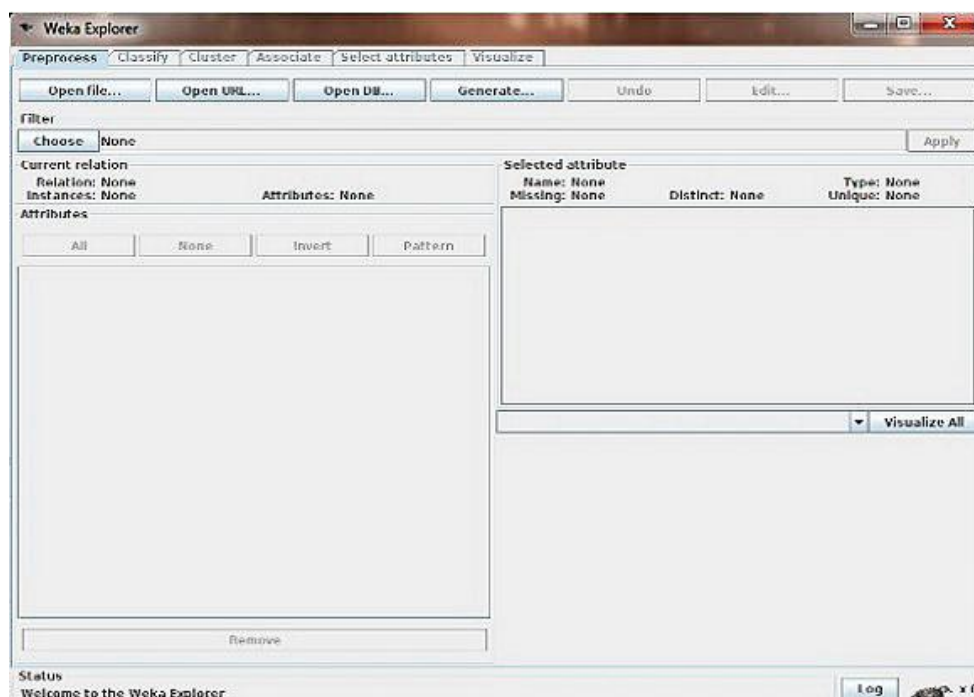 Weka Explorer
Preprocess Classify Cluster Associate Select attributes Visualize
Open file... Open URL... Open DB... Generate... Undo Edit... Save...
Filter
Choose None Apply
Current relation
Relation: None
Instances: None Attributes: None
Selected attribute
Name: None Type: None
Missing: None Distinct: None Unique: None
Attributes
All None Invert Pattern
Visualize All
Remove
Status
Welcome to the Weka Explorer
Log